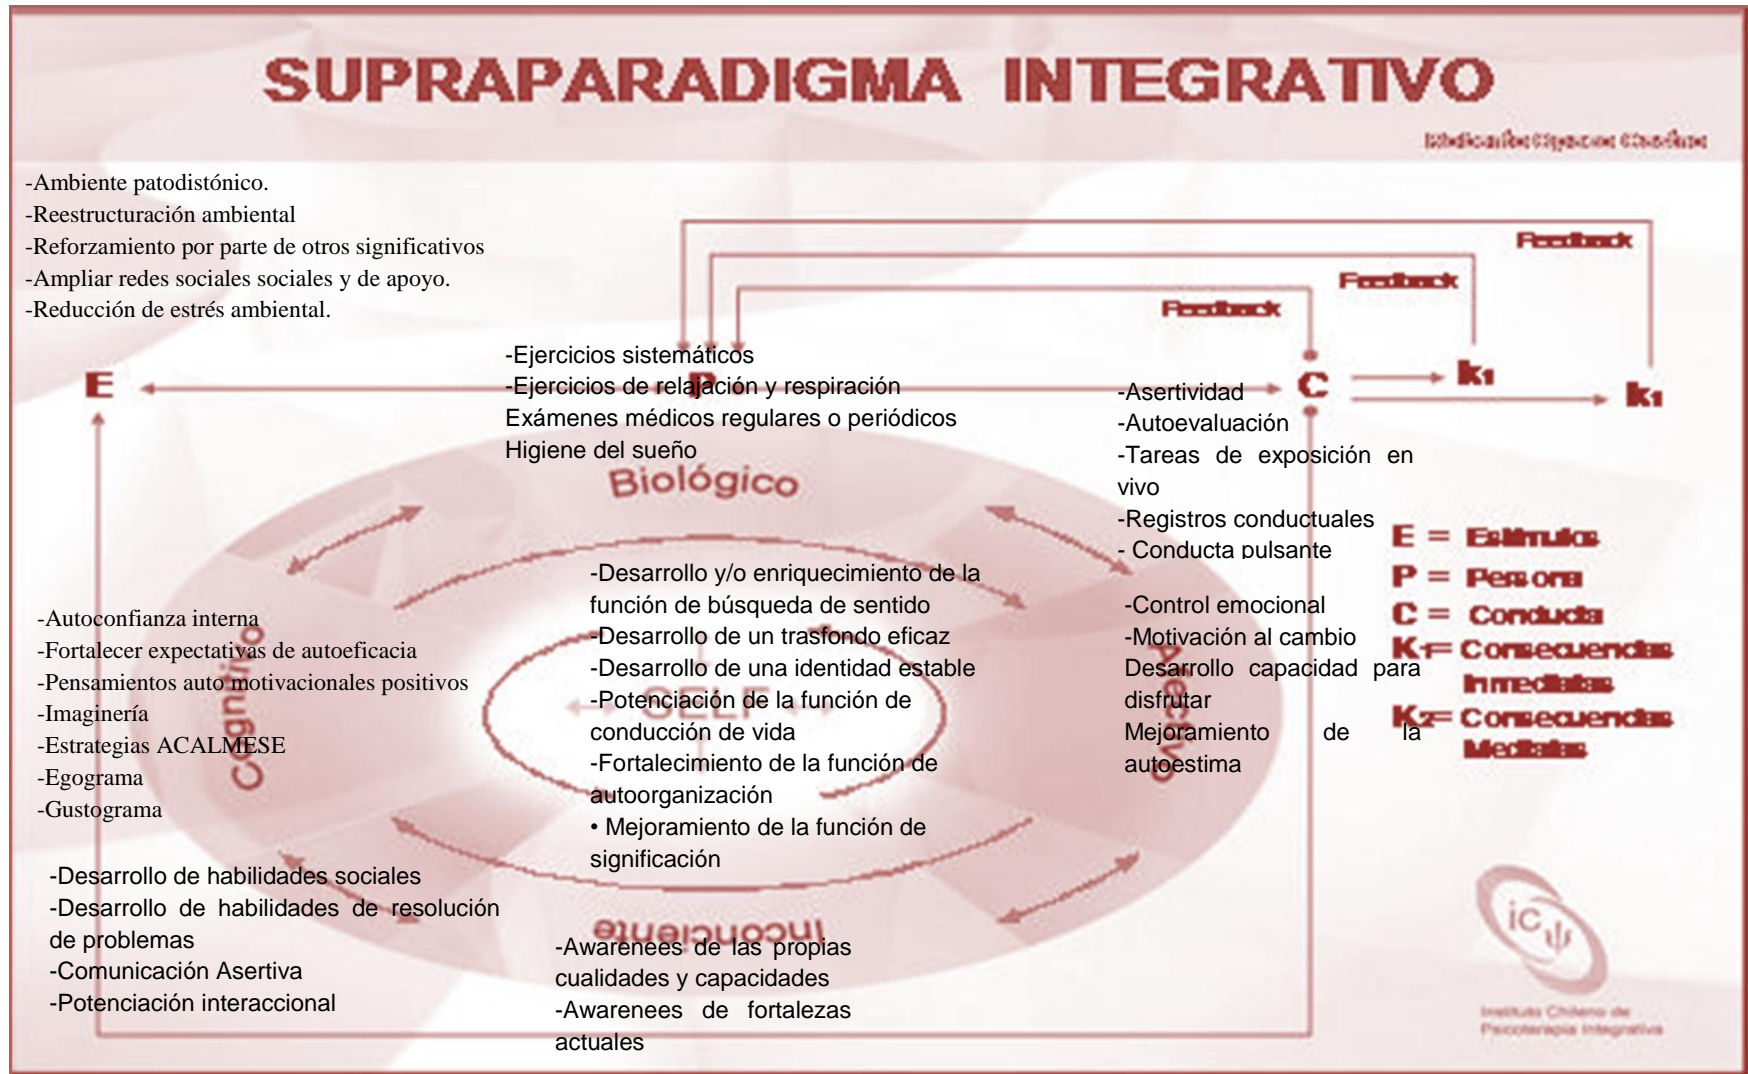 SUPRAPARADIGMA INTEGRATIVO
-Ambiente patodistónico.
-Reestructuración ambiental
-Reforzamiento por parte de otros significativos
-Ampliar redes sociales sociales y de apoyo.
-Reducción de estrés ambiental.
Feedback
Feedback
Feedback
E
P
C
k1
k1
-Ejercicios sistemáticos
-Ejercicios de relajación y respiración
Exámenes médicos regulares o periódicos
Higiene del sueño
Biológico
-Asertividad
-Autoevaluación
-Tareas de exposición en
vivo
-Registros conductuales
- Conducta pulsante
E = Estímulos
P = Persona
C = Conducta
K1= Consecuencias
Inmediatas
K2= Consecuencias
Mediatas
-Desarrollo y/o enriquecimiento de la
función de búsqueda de sentido
-Desarrollo de un trasfondo eficaz
-Desarrollo de una identidad estable
-Potenciación de la función de
conducción de vida
-Fortalecimiento de la función de
autoorganización
• Mejoramiento de la función de
significación
SELF
-Control emocional
-Motivación al cambio
Desarrollo capacidad para
disfrutar
Mejoramiento de la
autoestima
Afectivo
-Autoconfianza interna
-Fortalecer expectativas de autoeficacia
-Pensamientos auto motivacionales positivos
-Imaginería
-Estrategias ACALMESE
-Egograma
-Gustograma
Cognitivo
-Desarrollo de habilidades sociales
-Desarrollo de habilidades de resolución
de problemas
-Comunicación Asertiva
-Potenciación interaccional
Inconciente
-Awarenees de las propias
cualidades y capacidades
-Awarenees de fortalezas
actuales
iC ψ
Instituto Chileno de
Psicoterapia Integrativa